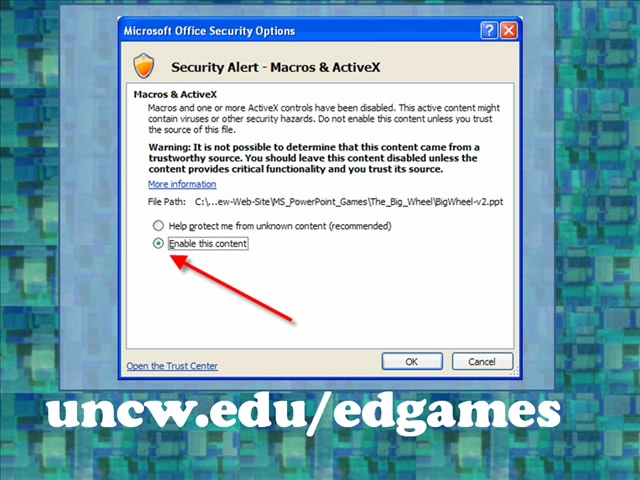 Microsoft Office Security Options
Security Alert - Macros & ActiveX
Macros & ActiveX
Macros and one or more ActiveX controls have been disabled. This active content might
contain viruses or other security hazards. Do not enable this content unless you trust
the source of this file.
Warning: It is not possible to determine that this content came from a
trustworthy source. You should leave this content disabled unless the
content provides critical functionality and you trust its source.
More information
File Path: C:\...ew-Web-Site\MS_PowerPoint_Games\The_Big_Wheel\BigWheel-v2.ppt
Help protect me from unknown content (recommended)
Enable this content
Open the Trust Center
OK
Cancel
uncw.edu/edgames